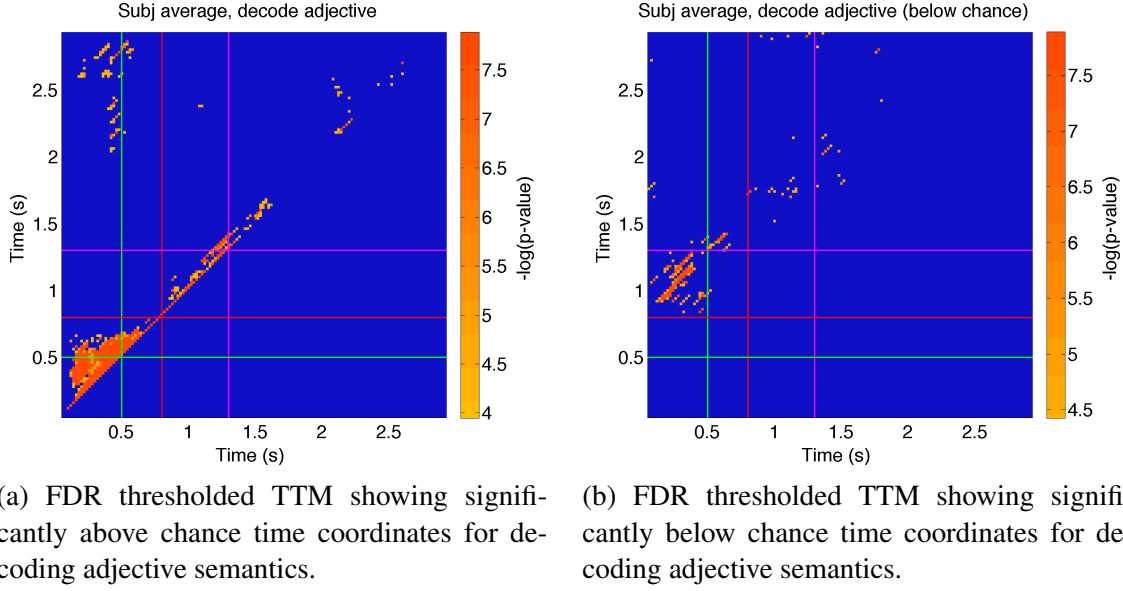 Subj average, decode adjective
2.5
2
1.5
1
0.5
Time (s)
0.5 1 1.5 2 2.5
Time (s)
7.5
7
6.5
6
5.5
5
4.5
4
-log(p-value)
Subj average, decode adjective (below chance)
2.5
2
1.5
1
0.5
Time (s)
0.5 1 1.5 2 2.5
Time (s)
7.5
7
6.5
6
5.5
5
4.5
-log(p-value)
(a) FDR thresholded TTM showing signifi-
cantly above chance time coordinates for de-
coding adjective semantics.
(b) FDR thresholded TTM showing signifi
cantly below chance time coordinates for de
coding adjective semantics.